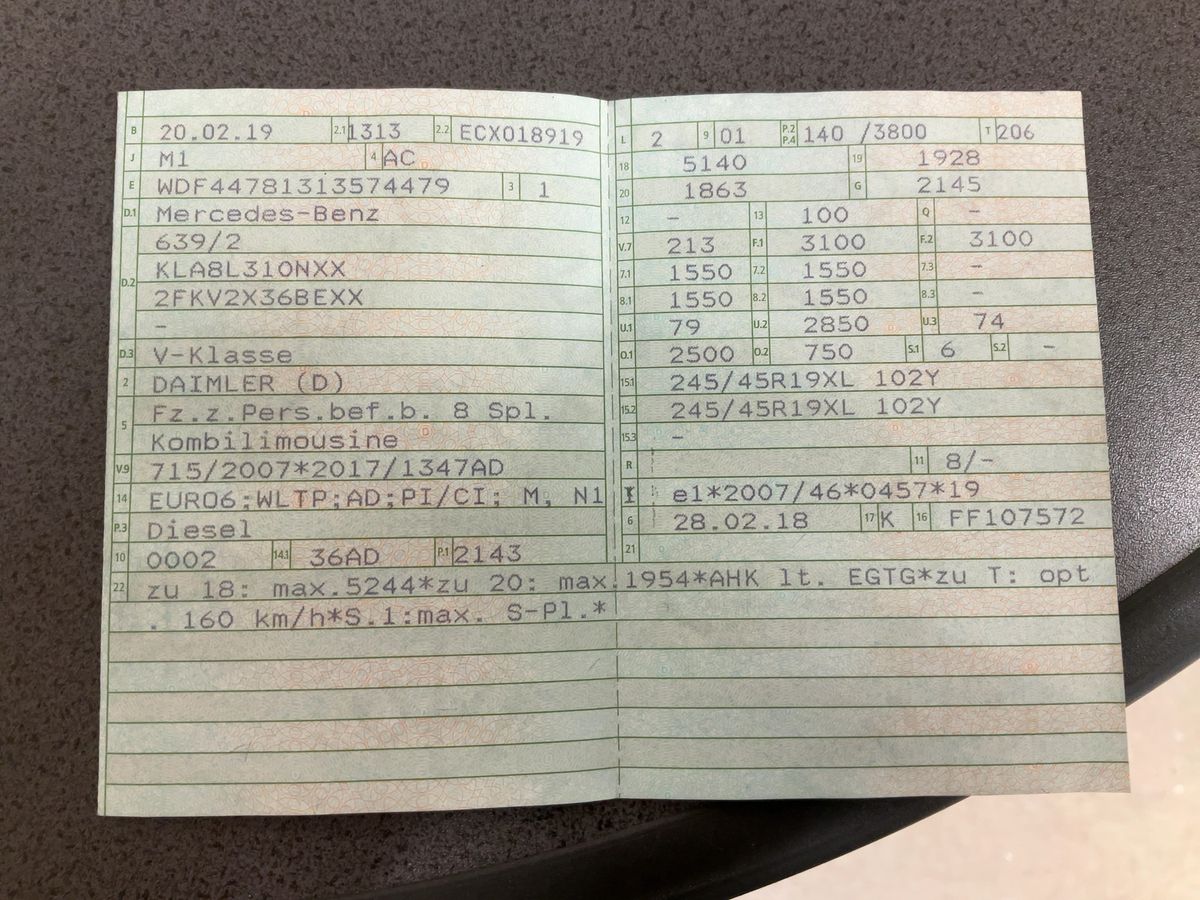 B 20.02.19 2.1 1313 2.2 ECX018919
J M1 4 AC
E WDF44781313574479 3 1
D.1 Mercedes-Benz
639/2
D.2 KLA8L310NXX
2FKV2X36BEXX
-
D.3 V-Klasse
2 DAIMLER (D)
5 Fz.z.Pers.bef.b. 8 Spl.
Kombilimousine
V.9 715/2007*2017/1347AD
14 EURO6;WLTP;AD;PI/CI; M, N1
P.3 Diesel
10 0002 14.1 36AD P.1 2143
L 2 9 01 P.2 P.4 140 /3800 T 206
18 5140 19 1928
20 1863 G 2145
12 - 13 100 Q -
V.7 213 F.1 3100 F.2 3100
7.1 1550 7.2 1550 7.3 -
8.1 1550 8.2 1550 8.3 -
U.1 79 U.2 2850 U.3 74
O.1 2500 O.2 750 S.1 6 S.2 -
15.1 245/45R19XL 102Y
15.2 245/45R19XL 102Y
15.3 -
R 11 8/-
e1*2007/46*0457*19
6 28.02.18 17 K 16 FF107572
21
22 zu 18: max.5244*zu 20: max.1954*AHK lt. EGTG*zu T: opt
. 160 km/h*S.1:max. S-Pl.*